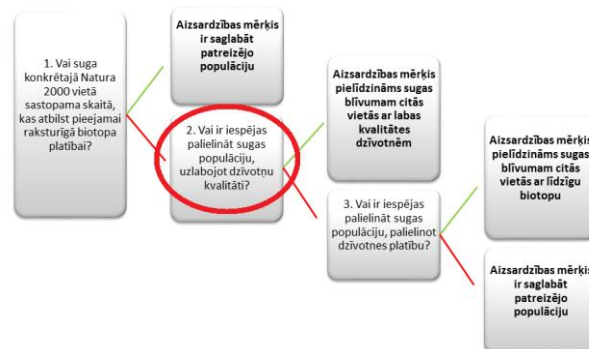 1. Vai suga
konkrētajā Natura
2000 vietā
sastopama skaitā,
kas atbilst pieejamai
raksturīgā biotopa
platībai?
Aizsardzības mērķis
ir saglabāt
patreizējo
populāciju
2. Vai ir iespējas
palielināt sugas
populāciju,
uzlabojot dzīvotņu
kvalitāti?
Aizsardzības mērķis
pielīdzināms sugas
blīvumam citās
vietās ar labas
kvalitātes
dzīvotnēm
3. Vai ir iespējas
palielināt sugas
populāciju, palielinot
dzīvotnes platību?
Aizsardzības mērķis
pielīdzināms sugas
blīvumam citās
vietās ar līdzīgu
biotopu
Aizsardzības mērķis
ir saglabāt
patreizējo
populāciju